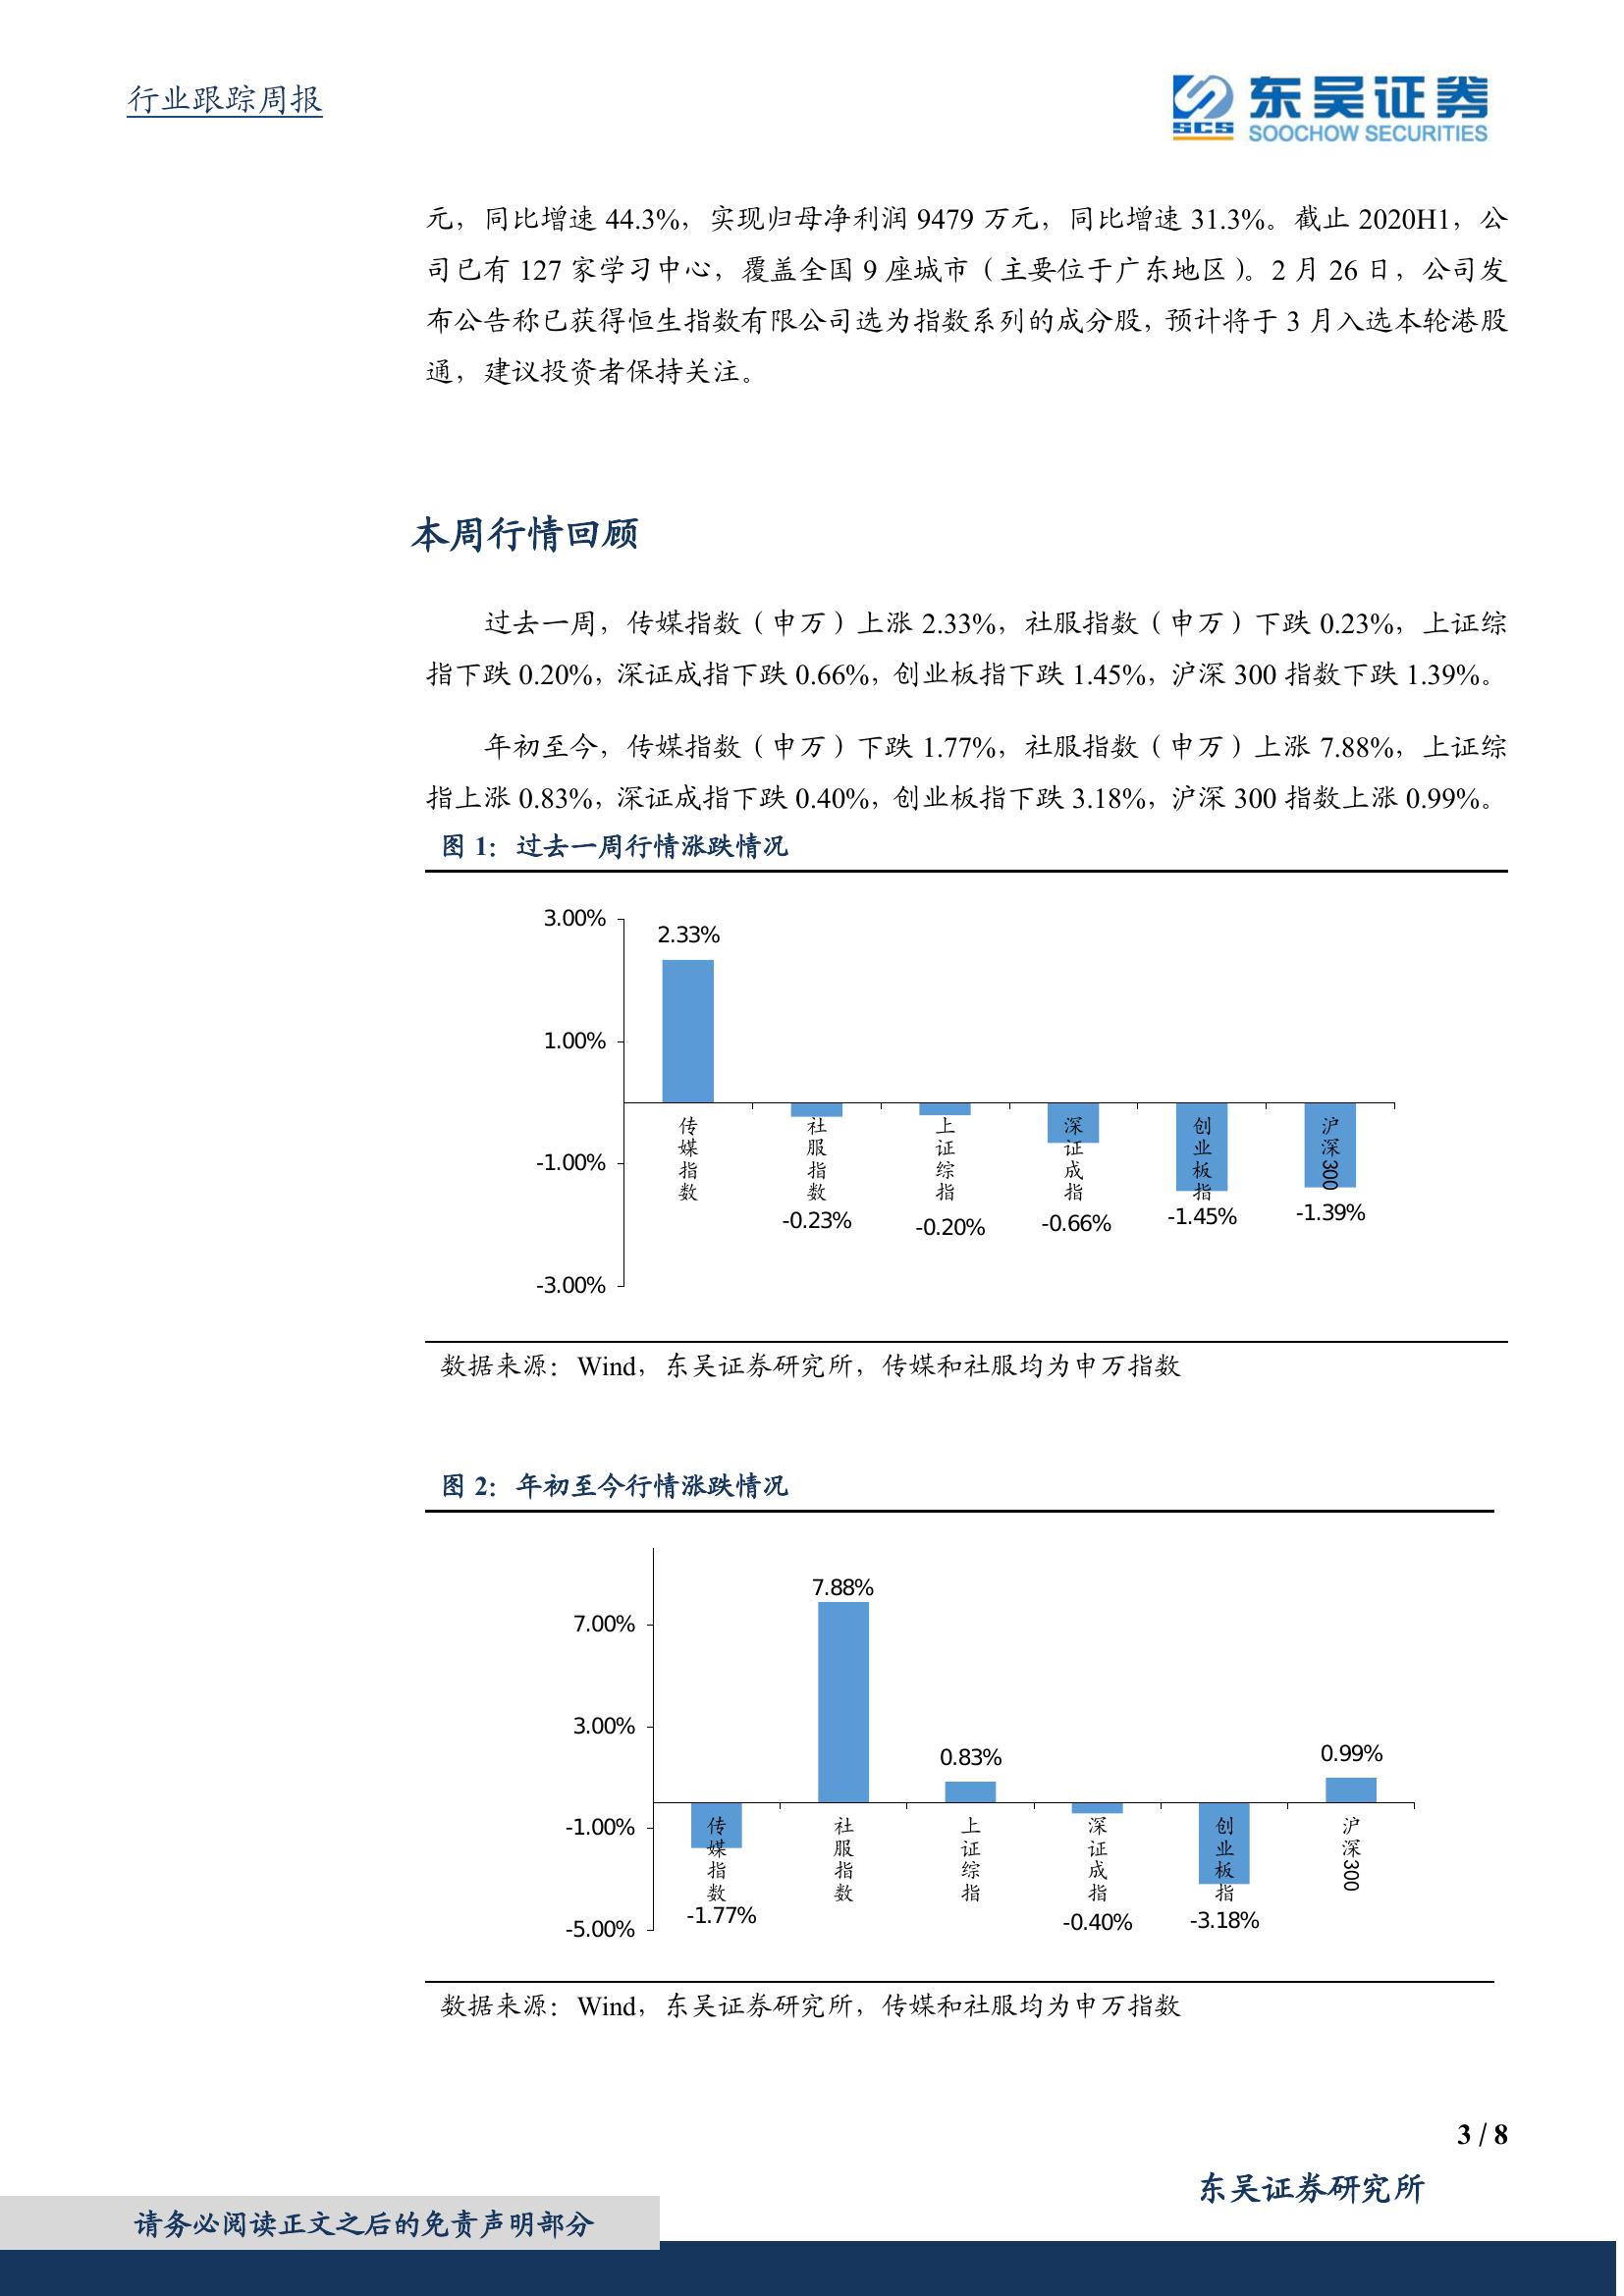 行业跟踪周报
东吴证券
SCS
SOOCHOW SECURITIES
元，同比增速 44.3%，实现归母净利润 9479 万元，同比增速 31.3%。截止 2020H1，公
司已有 127 家学习中心，覆盖全国 9 座城市（主要位于广东地区）。2 月 26 日，公司发
布公告称已获得恒生指数有限公司选为指数系列的成分股，预计将于 3 月入选本轮港股
通，建议投资者保持关注。
本周行情回顾
过去一周，传媒指数（申万）上涨 2.33%，社服指数（申万）下跌 0.23%，上证综
指下跌 0.20%，深证成指下跌 0.66%，创业板指下跌 1.45%，沪深 300 指数下跌 1.39%。
年初至今，传媒指数（申万）下跌 1.77%，社服指数（申万）上涨 7.88%，上证综
指上涨 0.83%，深证成指下跌 0.40%，创业板指下跌 3.18%，沪深 300 指数上涨 0.99%。
图 1：过去一周行情涨跌情况
3.00%
2.33%
1.00%
-1.00%
-3.00%
传媒指数
社服指数
上证综指
深证成指
创业板指
沪深300
-0.23%
-0.20%
-0.66%
-1.45%
-1.39%
数据来源：Wind，东吴证券研究所，传媒和社服均为申万指数
图 2：年初至今行情涨跌情况
7.88%
7.00%
3.00%
0.83%
0.99%
-1.00%
-5.00%
传媒指数
社服指数
上证综指
深证成指
创业板指
沪深300
-1.77%
-0.40%
-3.18%
数据来源：Wind，东吴证券研究所，传媒和社服均为申万指数
3 / 8
东吴证券研究所
请务必阅读正文之后的免责声明部分